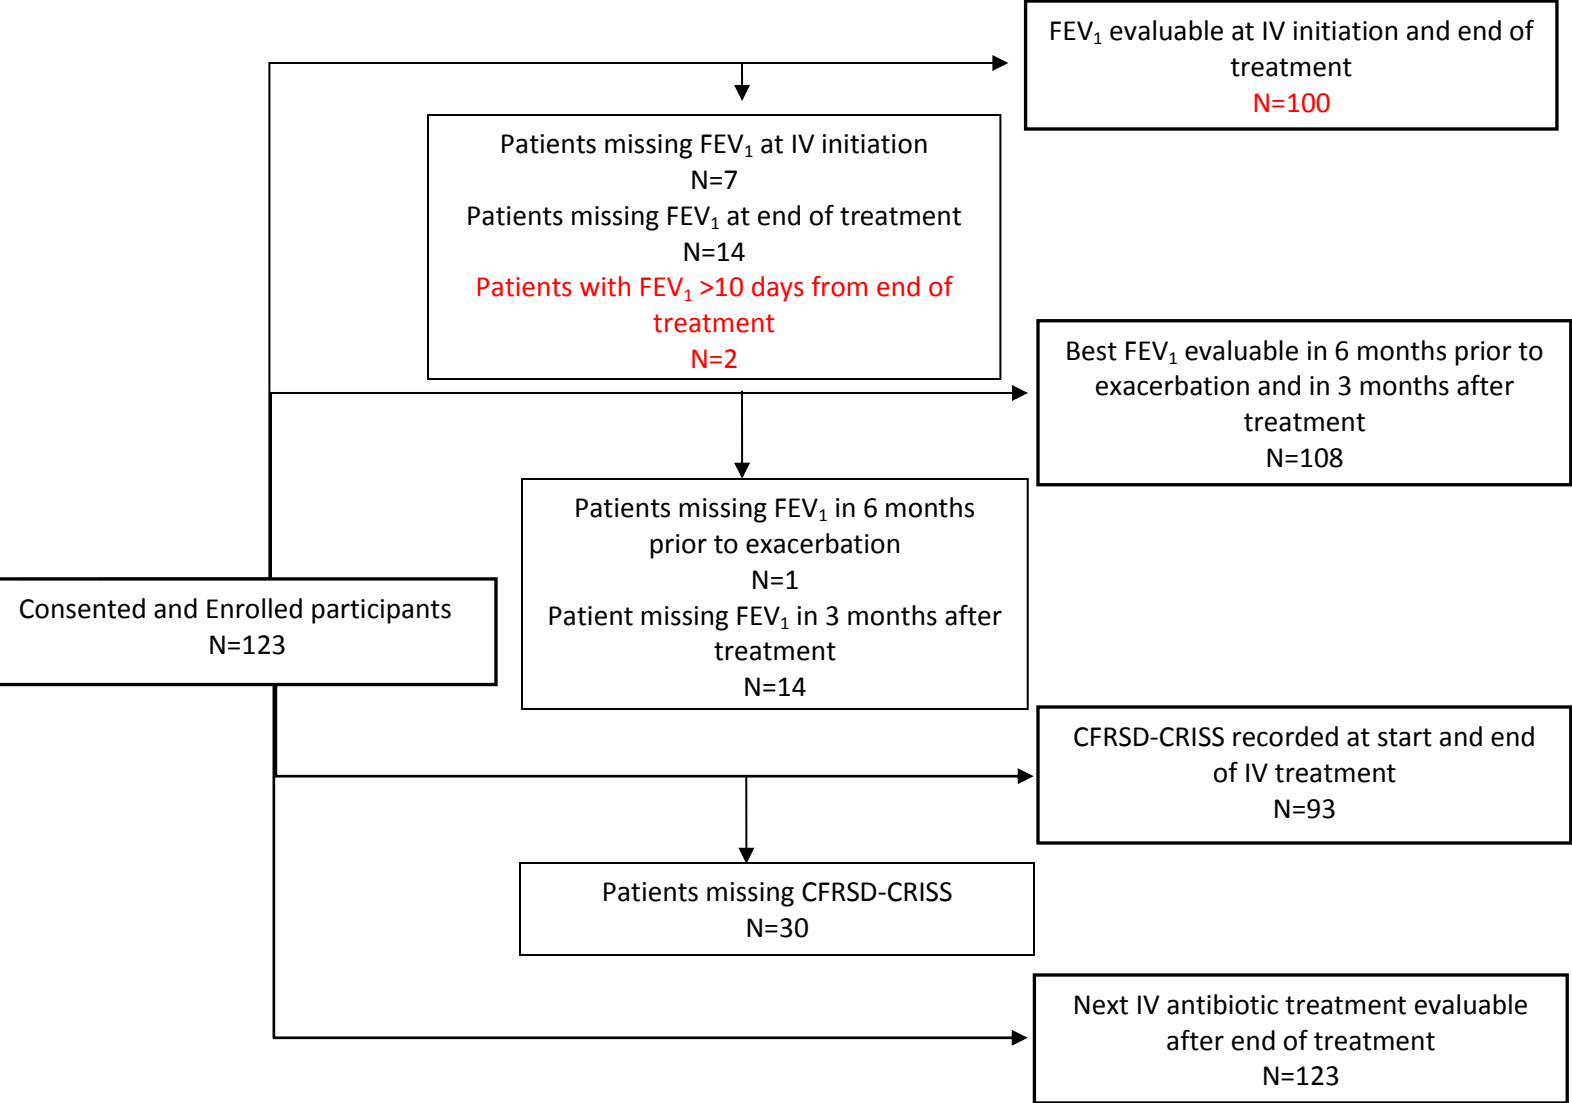 FEV1 evaluable at IV initiation and end of
treatment
N=100
Patients missing FEV1 at IV initiation
N=7
Patients missing FEV1 at end of treatment
N=14
Patients with FEV1 >10 days from end of
treatment
N=2
Best FEV1 evaluable in 6 months prior to
exacerbation and in 3 months after
treatment
N=108
Patients missing FEV1 in 6 months
prior to exacerbation
N=1
Patient missing FEV1 in 3 months after
treatment
N=14
Consented and Enrolled participants
N=123
CFRSD-CRISS recorded at start and end
of IV treatment
N=93
Patients missing CFRSD-CRISS
N=30
Next IV antibiotic treatment evaluable
after end of treatment
N=123